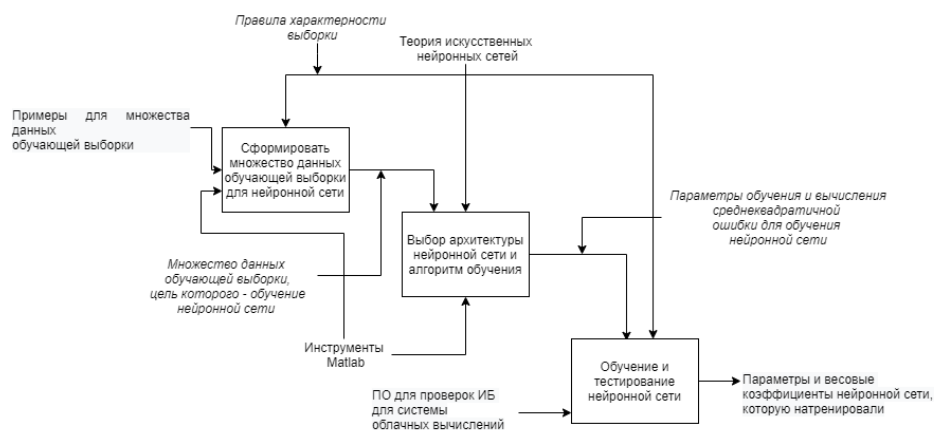 Правила характерности
выборки
Теория искусственных
нейронных сетей
Примеры для множества
данных
обучающей выборки
Сформировать
множество данных
обучающей выборки
для нейронной сети
Параметры обучения и вычисления
среднеквадратичной
ошибки для обучения
нейронной сети
Выбор архитектуры
нейронной сети и
алгоритм обучения
Множество данных
обучающей выборки,
цель которого - обучение
нейронной сети
Инструменты
Matlab
Обучение и
тестирование
нейронной сети
Параметры и весовые
коэффициенты нейронной сети,
которую натренировали
ПО для проверок ИБ
для системы
облачных вычислений